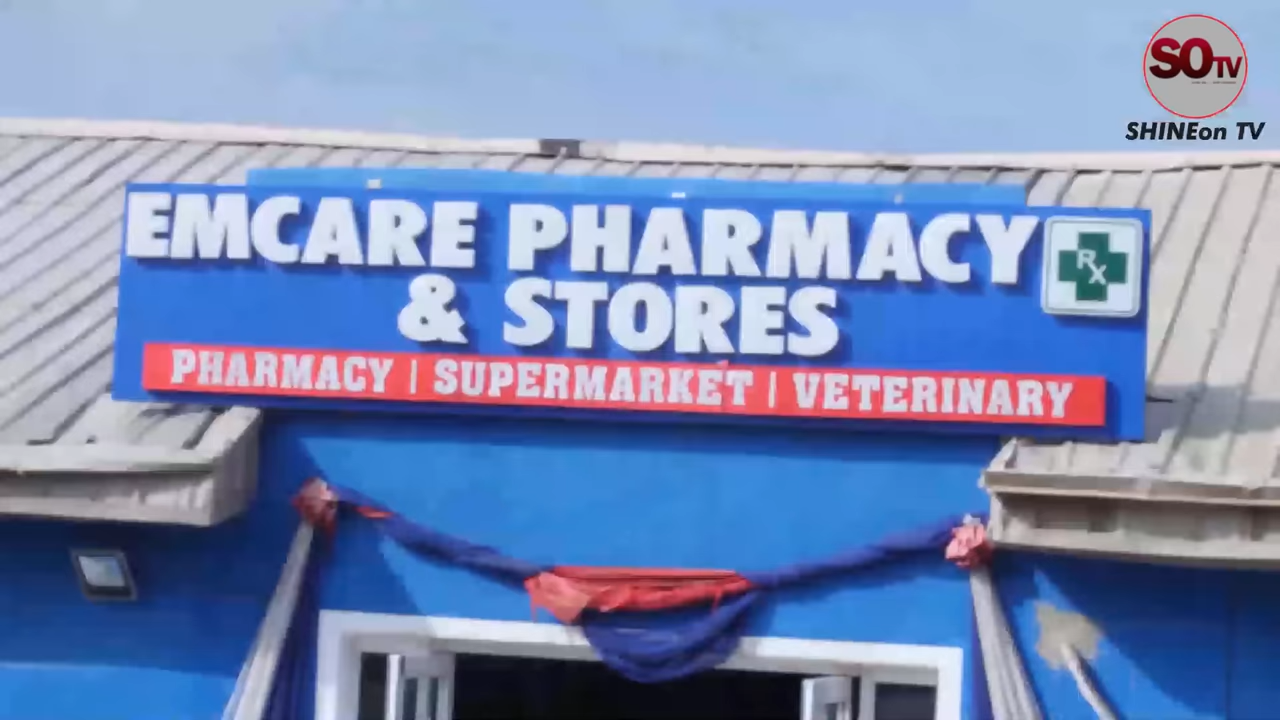 SOTV
SHINEon TV
EMCARE PHARMACY
& STORES
Rx
PHARMACY | SUPERMARKET | VETERINARY